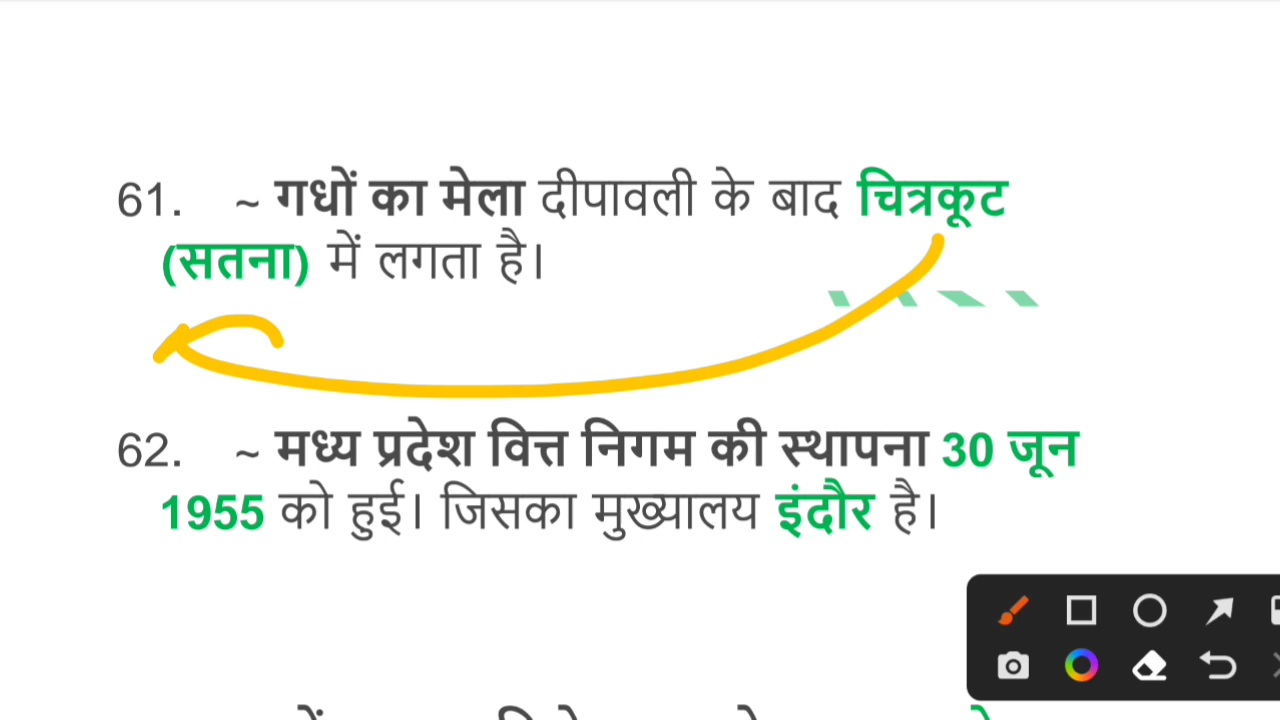 61. ~ गधों का मेला दीपावली के बाद चित्रकूट
(सतना) में लगता है।
62. ~ मध्य प्रदेश वित्त निगम की स्थापना 30 जून
1955 को हुई। जिसका मुख्यालय इंदौर है।